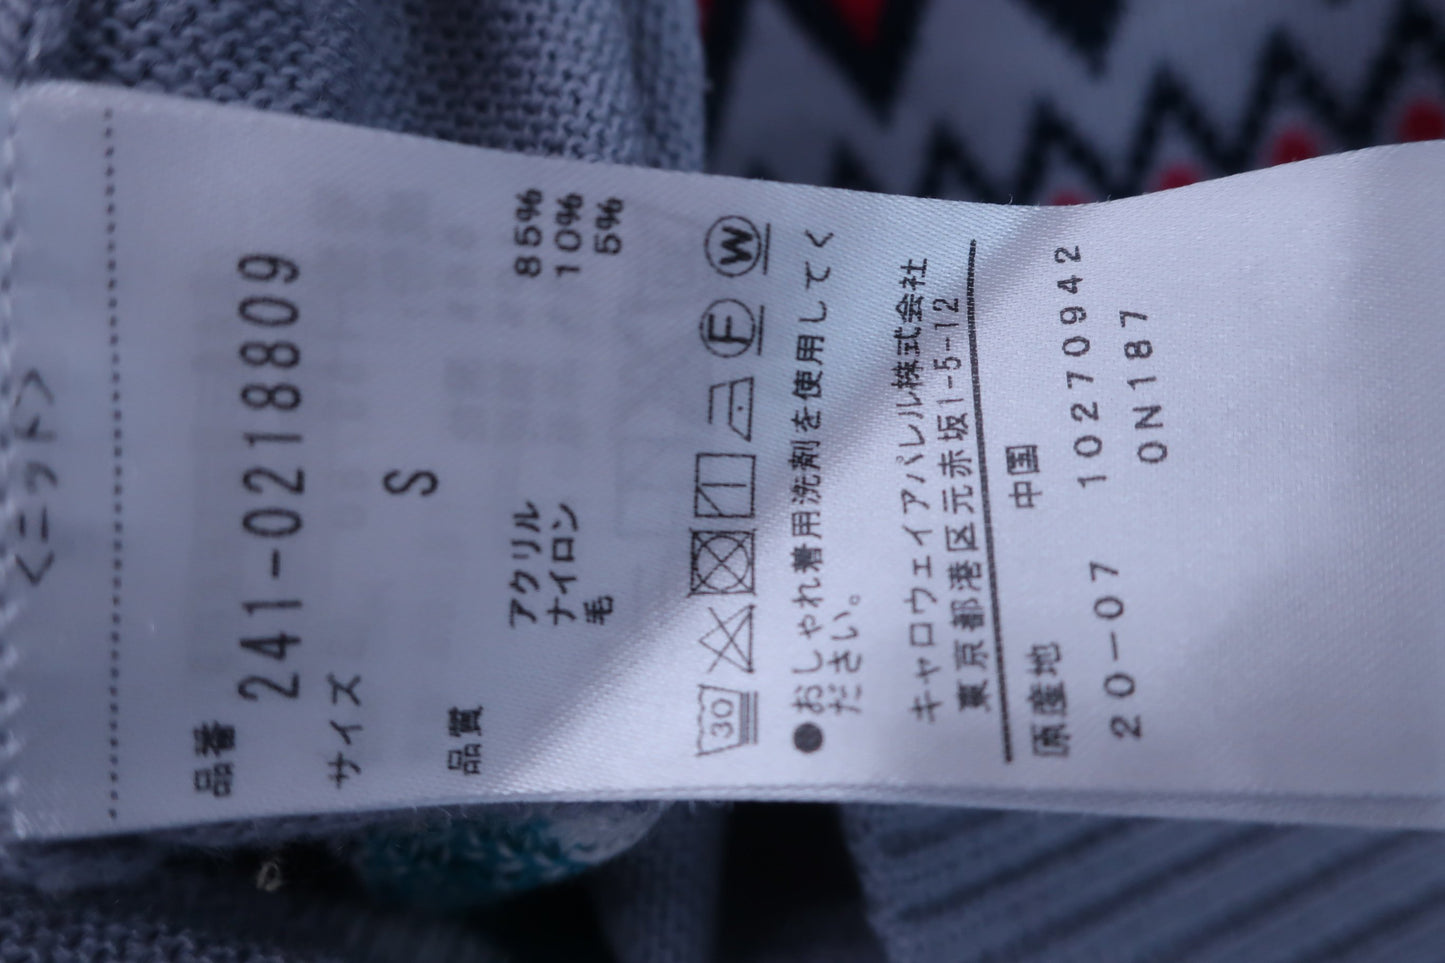 <ニット>
品番
241-0218809
サイズ
S
品質
アクリル 85%
ナイロン 10%
毛 5%
30
F W
●おしゃれ着用洗剤を使用してく
ださい。
キャロウェイアパレル株式会社
東京都港区元赤坂1-5-12
原産地 中国
10270942
20-07 0N187